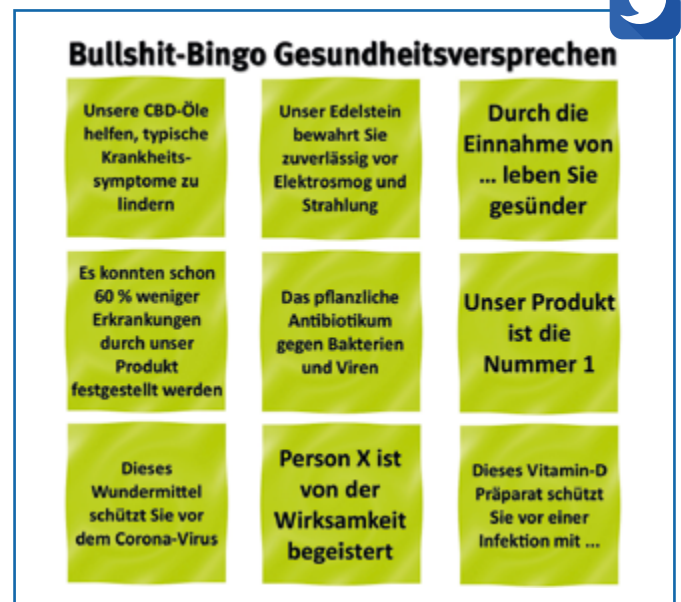 Bullshit-Bingo Gesundheitsversprechen
Unsere CBD-Öle
helfen, typische
Krankheits-
symptome zu
lindern
Unser Edelstein
bewahrt Sie
zuverlässig vor
Elektrosmog und
Strahlung
Durch die
Einnahme von
... leben Sie
gesünder
Es konnten schon
60 % weniger
Erkrankungen
durch unser
Produkt
festgestellt werden
Das pflanzliche
Antibiotikum
gegen Bakterien
und Viren
Unser Produkt
ist die
Nummer 1
Dieses
Wundermittel
schützt Sie vor
dem Corona-Virus
Person X ist
von der
Wirksamkeit
begeistert
Dieses Vitamin-D
Präparat schützt
Sie vor einer
Infektion mit ...